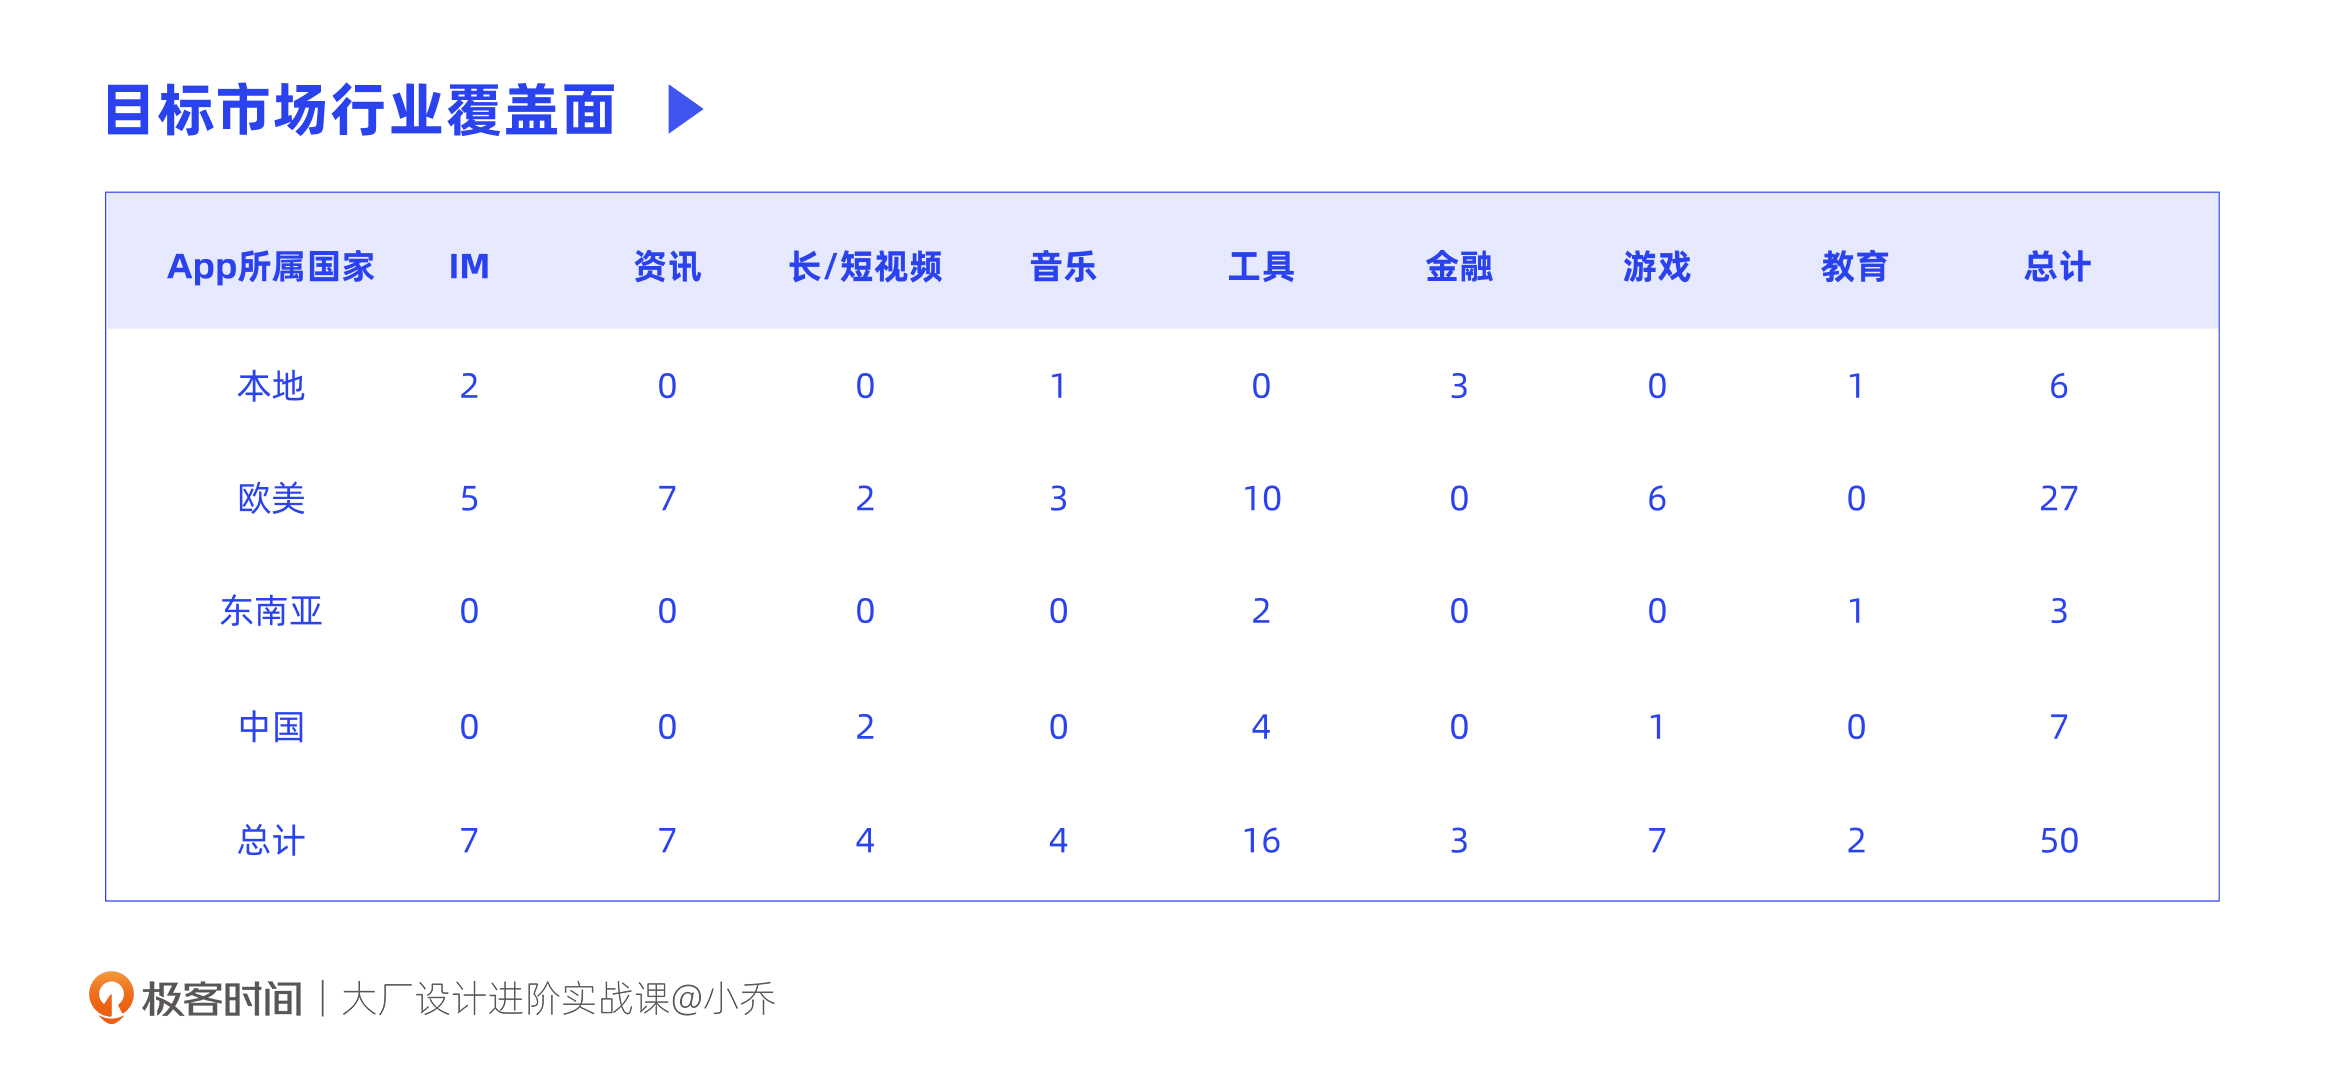 目标市场行业覆盖面
App所属国家 IM 资讯 长/短视频 音乐 工具 金融 游戏 教育 总计
本地 2 0 0 1 0 3 0 1 6
欧美 5 7 2 3 10 0 6 0 27
东南亚 0 0 0 0 2 0 0 1 3
中国 0 0 2 0 4 0 1 0 7
总计 7 7 4 4 16 3 7 2 50
极客时间 | 大厂设计进阶实战课@小乔